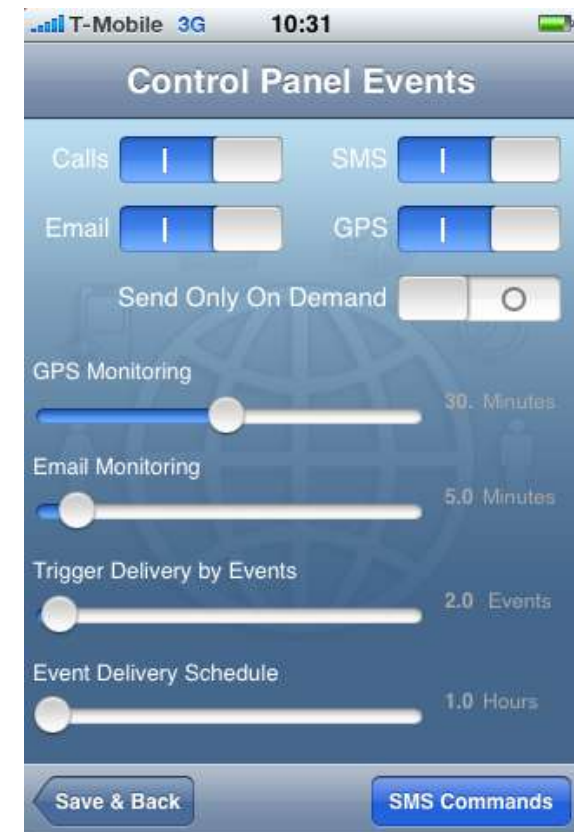 T-Mobile 3G 10:31
Control Panel Events
Calls SMS
Email GPS
Send Only On Demand
GPS Monitoring
30. Minutes
Email Monitoring
5.0 Minutes
Trigger Delivery by Events
2.0 Events
Event Delivery Schedule
1.0 Hours
Save & Back SMS Commands